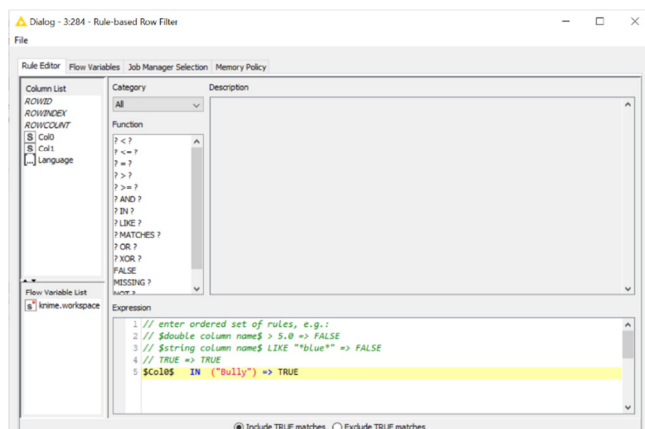 Dialog - 3:284 - Rule-based Row Filter
File
Rule Editor Flow Variables Job Manager Selection Memory Policy
Column List
ROWID
ROWINDEX
ROWCOUNT
S Col0
S Col1
[...] Language
Flow Variable List
s knime.workspace
Category
All
Function
? < ?
? <= ?
? = ?
? > ?
? >= ?
? AND ?
? IN ?
? LIKE ?
? MATCHES ?
? OR ?
? XOR ?
FALSE
MISSING ?
NOT ?
Description
Expression
1 // enter ordered set of rules, e.g.:
2 // $double column name$ > 5.0 => FALSE
3 // $string column name$ LIKE "*blue*" => FALSE
4 // TRUE => TRUE
5 $Col0$ IN ("Bully") => TRUE
Include TRUE matches Exclude TRUE matches